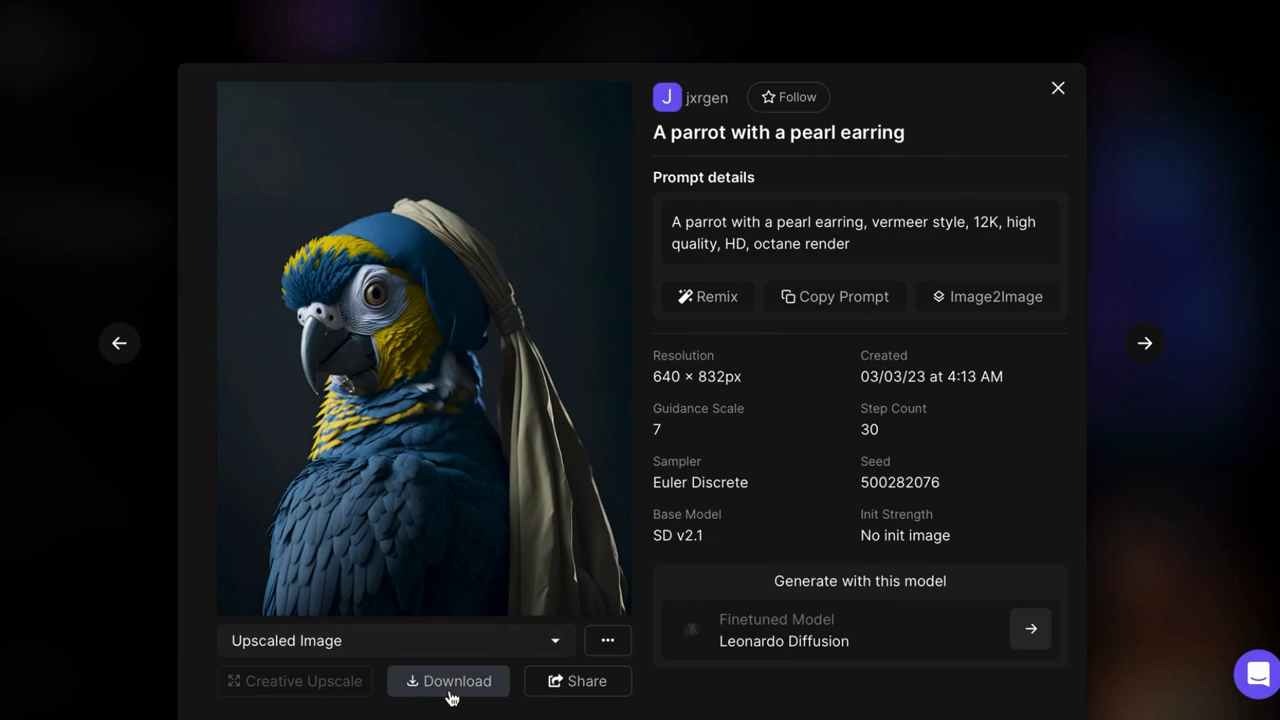 J jxrgen Follow
A parrot with a pearl earring
Prompt details
A parrot with a pearl earring, vermeer style, 12K, high
quality, HD, octane render
Remix Copy Prompt Image2Image
Resolution Created
640 × 832px 03/03/23 at 4:13 AM
Guidance Scale Step Count
7 30
Sampler Seed
Euler Discrete 500282076
Base Model Init Strength
SD v2.1 No init image
Generate with this model
Finetuned Model
Leonardo Diffusion
Upscaled Image
Creative Upscale Download Share